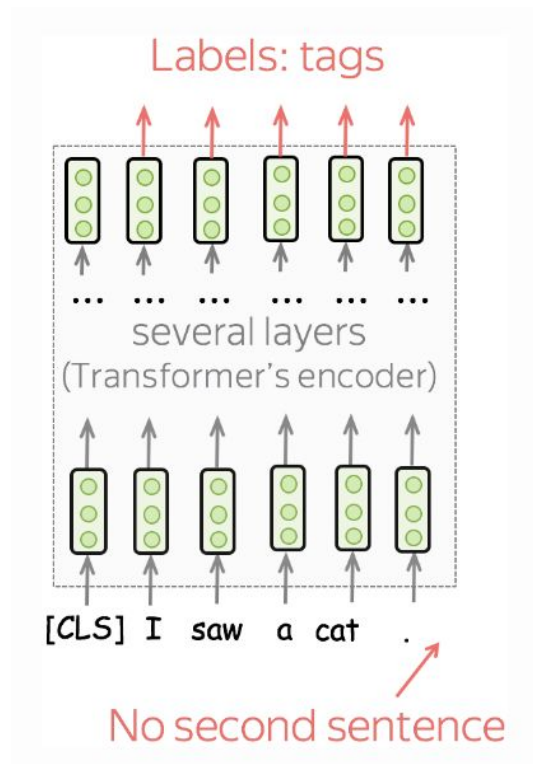 Labels: tags
... ... ... ... ... ...
several layers
(Transformer's encoder)
[CLS] I saw a cat .
No second sentence